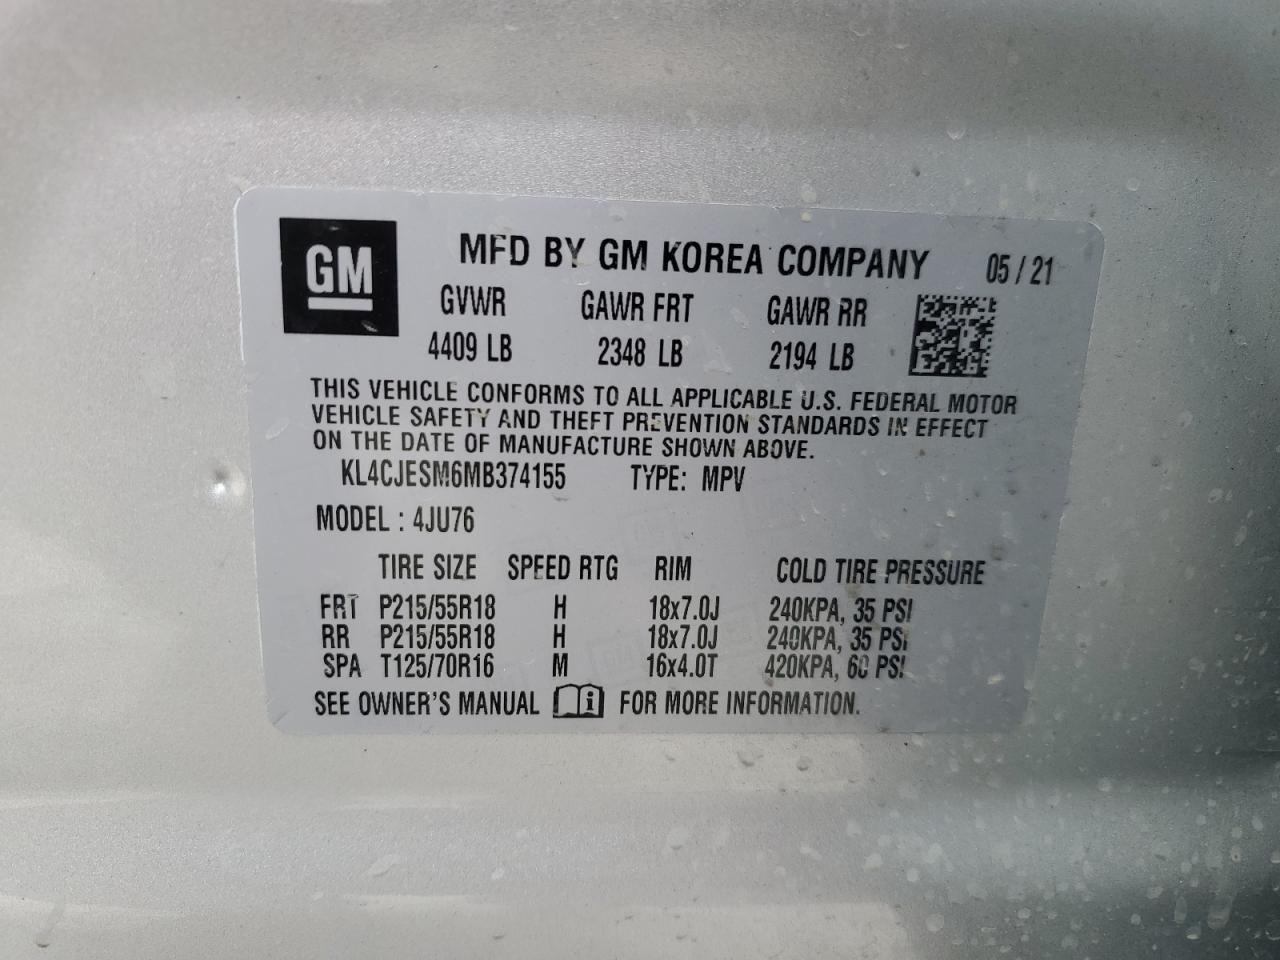 GM
MFD BY GM KOREA COMPANY 05/21
GVWR GAWR FRT GAWR RR
4409 LB 2348 LB 2194 LB
THIS VEHICLE CONFORMS TO ALL APPLICABLE U.S. FEDERAL MOTOR
VEHICLE SAFETY AND THEFT PREVENTION STANDARDS IN EFFECT
ON THE DATE OF MANUFACTURE SHOWN ABOVE.
KL4CJESM6MB374155 TYPE: MPV
MODEL : 4JU76
TIRE SIZE SPEED RTG RIM COLD TIRE PRESSURE
FRT P215/55R18 H 18x7.0J 240KPA, 35 PSI
RR P215/55R18 H 18x7.0J 240KPA, 35 PSI
SPA T125/70R16 M 16x4.0T 420KPA, 60 PSI
SEE OWNER'S MANUAL i FOR MORE INFORMATION.